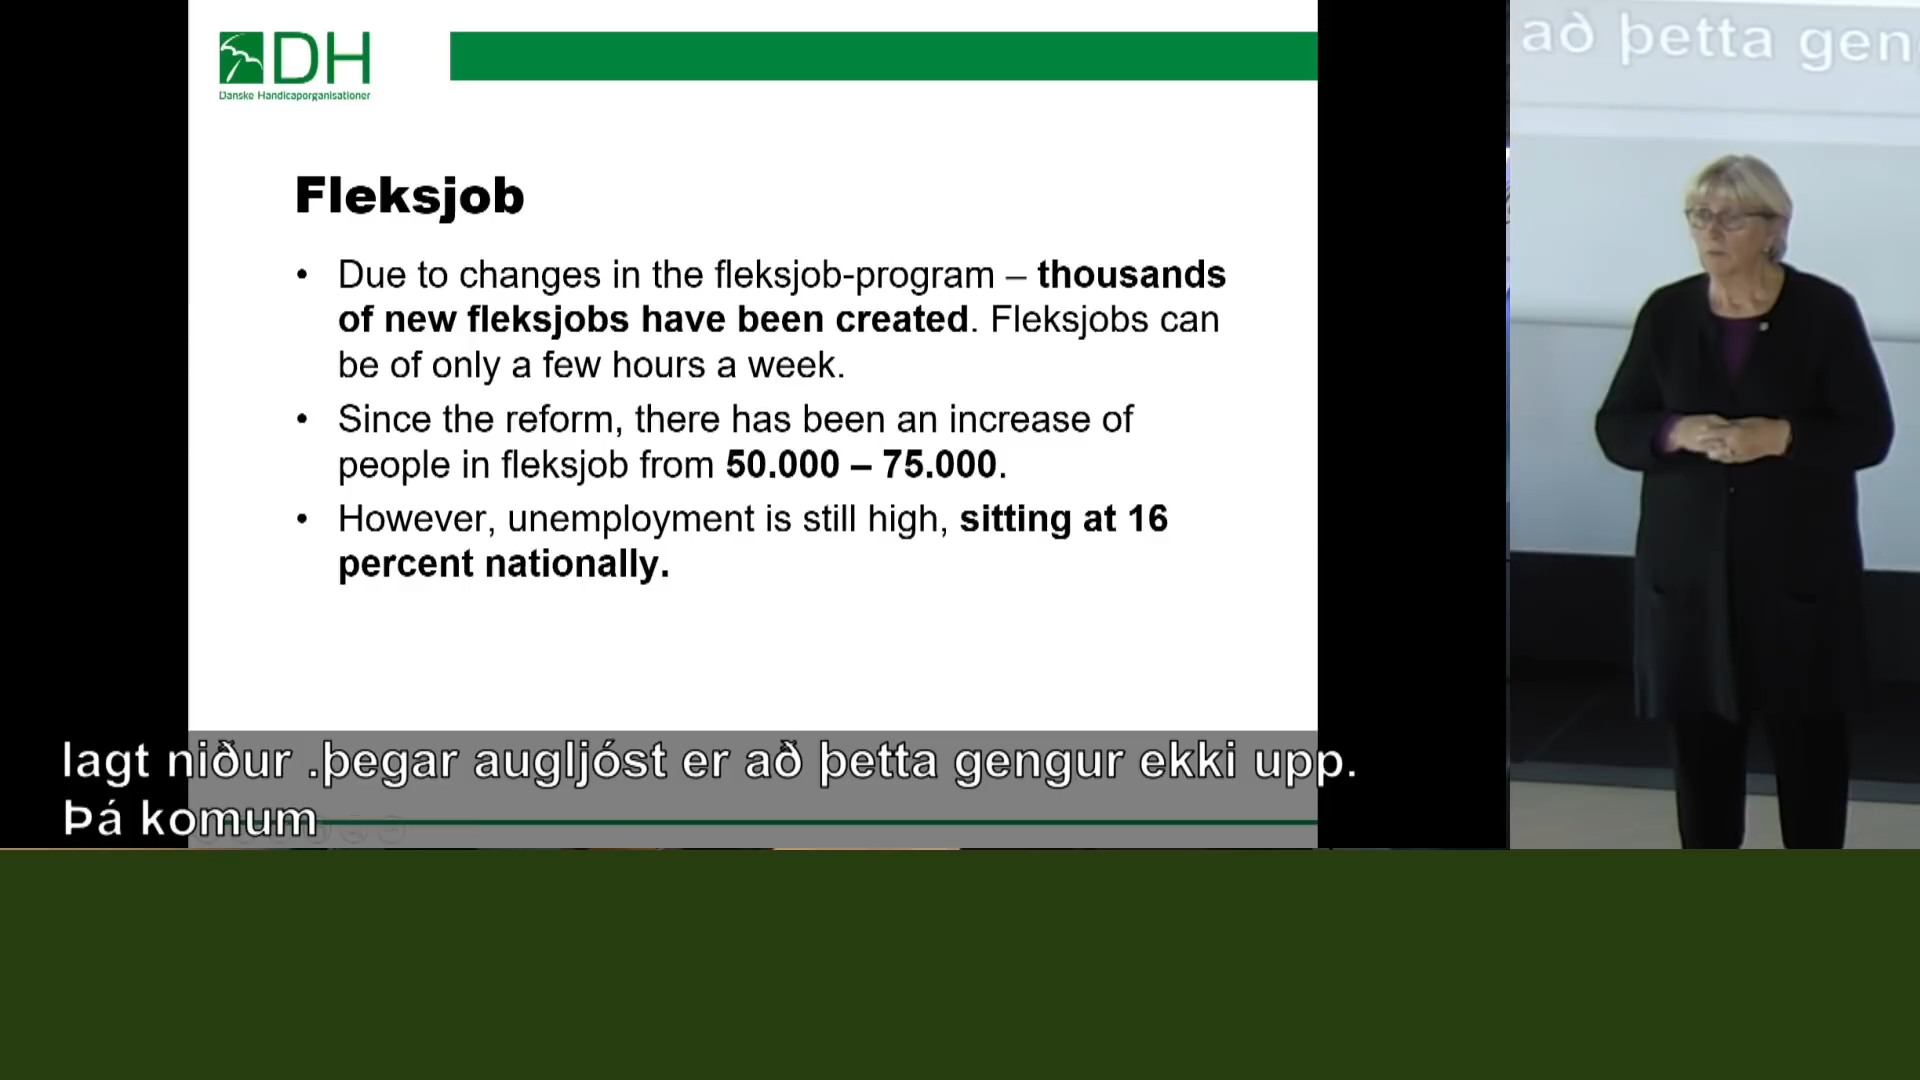 DH
Danske Handicaporganisationer
Fleksjob
• Due to changes in the fleksjob-program – thousands
of new fleksjobs have been created. Fleksjobs can
be of only a few hours a week.
• Since the reform, there has been an increase of
people in fleksjob from 50.000 – 75.000.
• However, unemployment is still high, sitting at 16
percent nationally.
lagt niður .þegar augljóst er að þetta gengur ekki upp.
Þá komum
að þetta gen